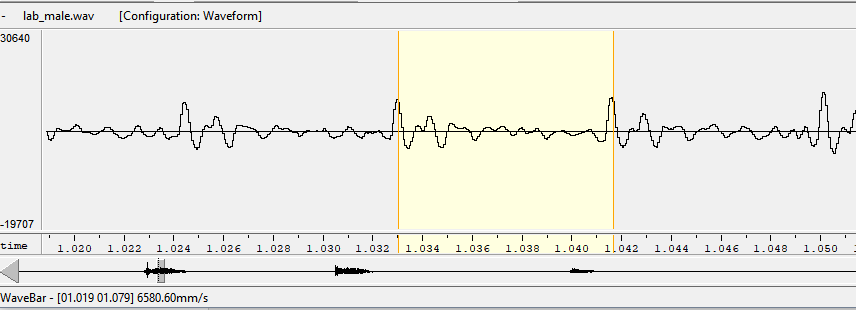 - lab_male.wav [Configuration: Waveform]
30640
-19707
time 1.020 1.022 1.024 1.026 1.028 1.030 1.032 1.034 1.036 1.038 1.040 1.042 1.044 1.046 1.048 1.050
WaveBar - [01.019 01.079] 6580.60mm/s